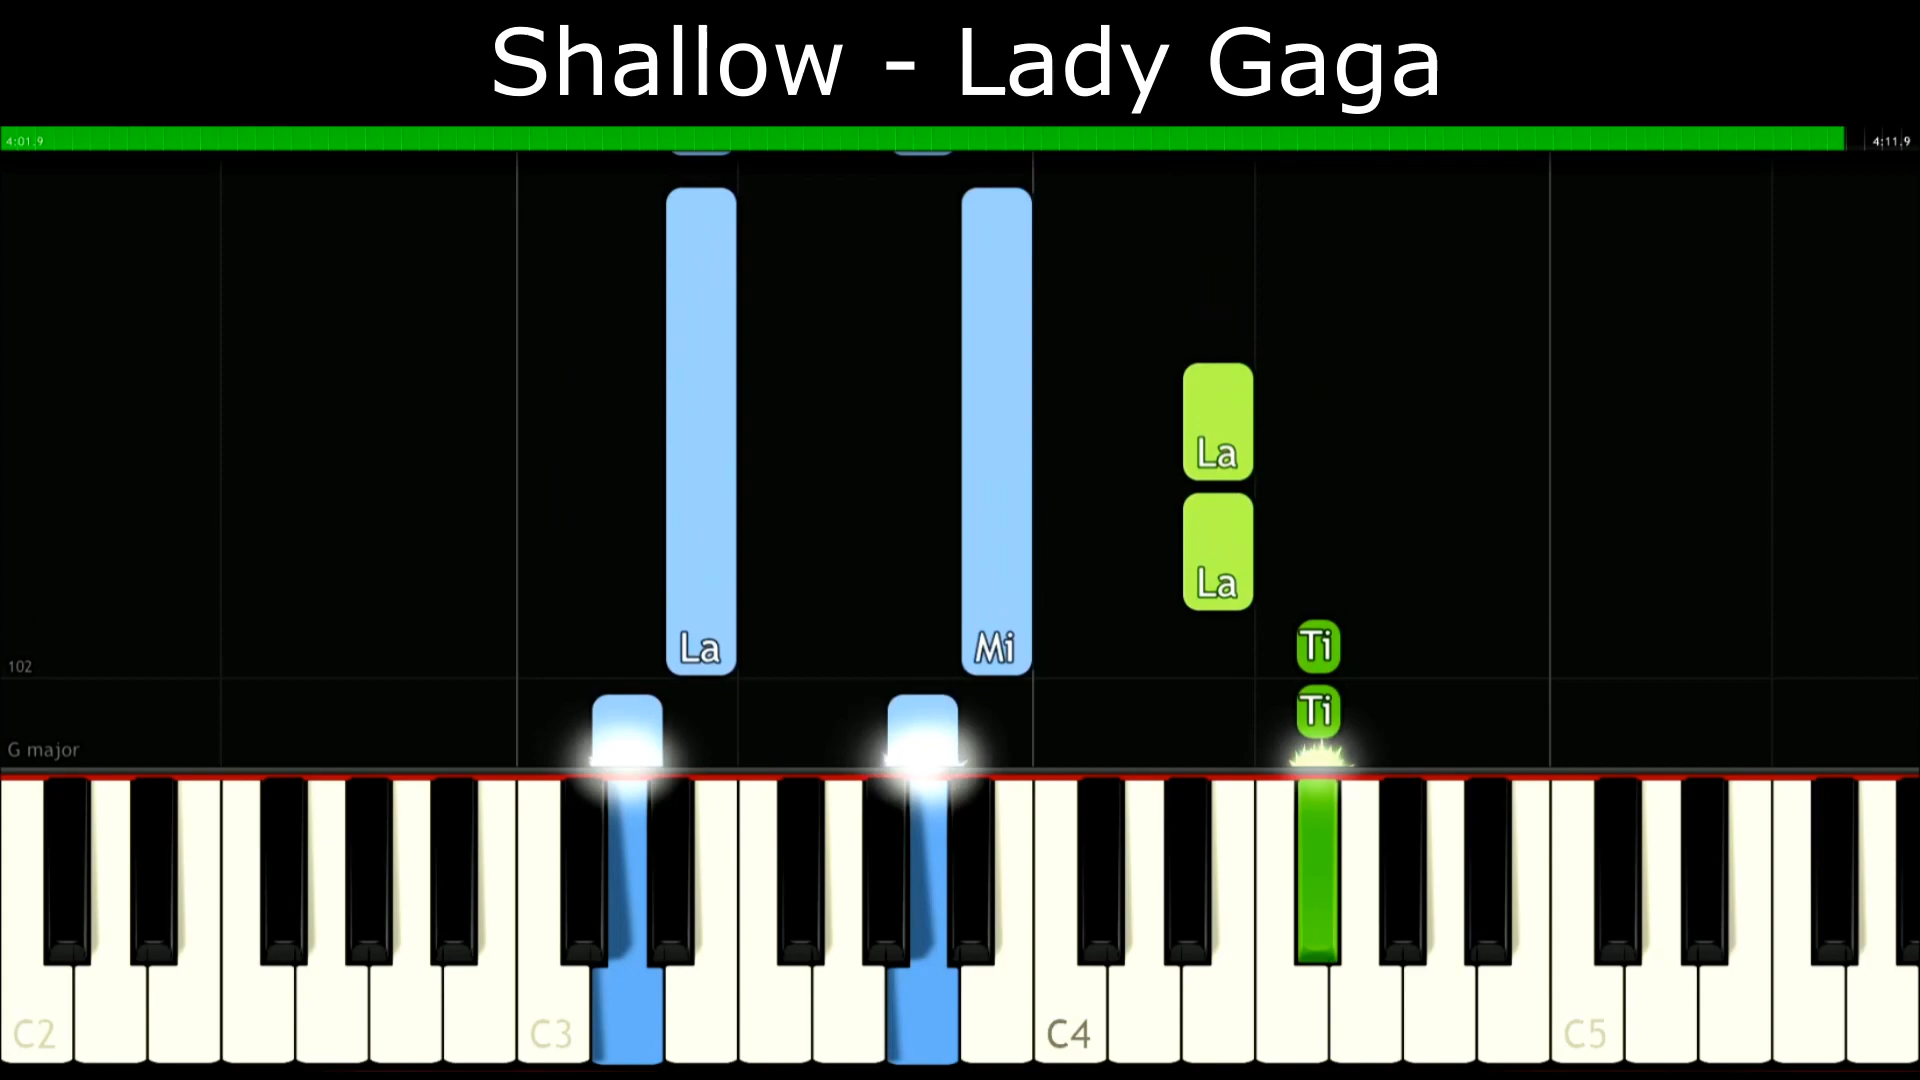 Shallow - Lady Gaga
4:01.9
4:11.9
La
La
La
Mi
Ti
102
Ti
G major
C2
C3
C4
C5